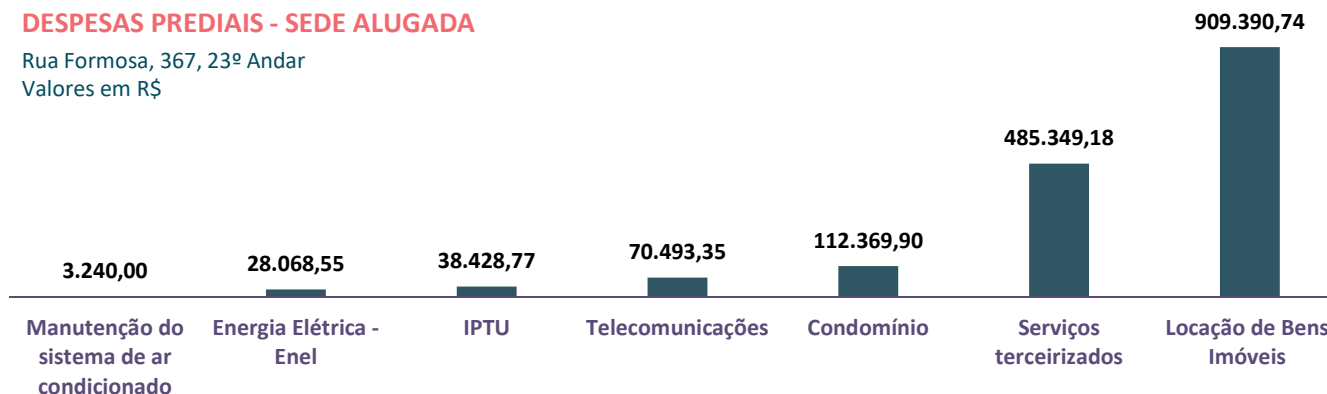 DESPESAS PREDIAIS - SEDE ALUGADA
Rua Formosa, 367, 23º Andar
Valores em R$
909.390,74
485.349,18
112.369,90
70.493,35
38.428,77
28.068,55
3.240,00
Manutenção do
sistema de ar
condicionado
Energia Elétrica -
Enel
IPTU
Telecomunicações
Condomínio
Serviços
terceirizados
Locação de Bens
Imóveis